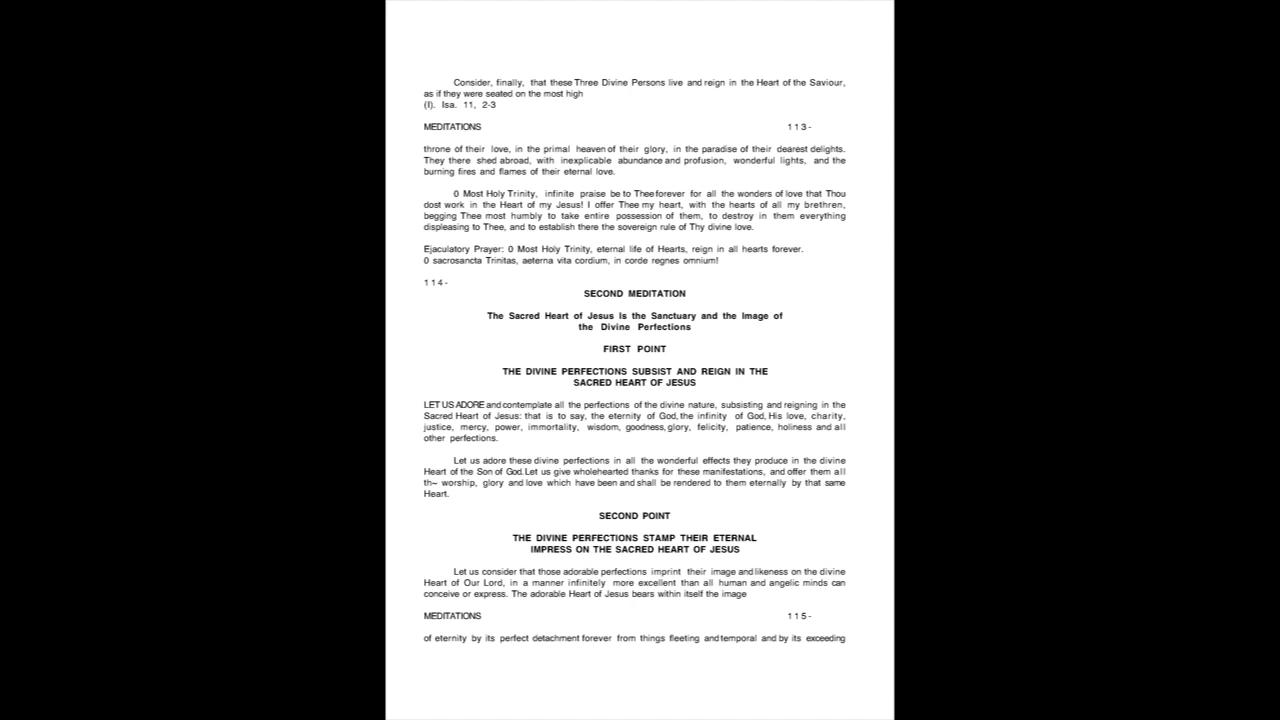 Consider, finally, that these Three Divine Persons live and reign in the Heart of the Saviour,
as if they were seated on the most high
(I). Isa. 11, 2-3
MEDITATIONS 113-
throne of their love, in the primal heaven of their glory, in the paradise of their dearest delights.
They there shed abroad, with inexplicable abundance and profusion, wonderful lights, and the
burning fires and flames of their eternal love.
0 Most Holy Trinity, infinite praise be to Thee forever for all the wonders of love that Thou
dost work in the Heart of my Jesus! I offer Thee my heart, with the hearts of all my brethren,
begging Thee most humbly to take entire possession of them, to destroy in them everything
displeasing to Thee, and to establish there the sovereign rule of Thy divine love.
Ejaculatory Prayer: 0 Most Holy Trinity, eternal life of Hearts, reign in all hearts forever.
0 sacrosancta Trinitas, aeterna vita cordium, in corde regnes omnium!
114-
SECOND MEDITATION
The Sacred Heart of Jesus Is the Sanctuary and the Image of
the Divine Perfections
FIRST POINT
THE DIVINE PERFECTIONS SUBSIST AND REIGN IN THE
SACRED HEART OF JESUS
LET US ADORE and contemplate all the perfections of the divine nature, subsisting and reigning in the
Sacred Heart of Jesus: that is to say, the eternity of God, the infinity of God, His love, charity,
justice, mercy, power, immortality, wisdom, goodness, glory, felicity, patience, holiness and all
other perfections.
Let us adore these divine perfections in all the wonderful effects they produce in the divine
Heart of the Son of God. Let us give wholehearted thanks for these manifestations, and offer them all
th~ worship, glory and love which have been and shall be rendered to them eternally by that same
Heart.
SECOND POINT
THE DIVINE PERFECTIONS STAMP THEIR ETERNAL
IMPRESS ON THE SACRED HEART OF JESUS
Let us consider that those adorable perfections imprint their image and likeness on the divine
Heart of Our Lord, in a manner infinitely more excellent than all human and angelic minds can
conceive or express. The adorable Heart of Jesus bears within itself the image
MEDITATIONS 115-
of eternity by its perfect detachment forever from things fleeting and temporal and by its exceeding